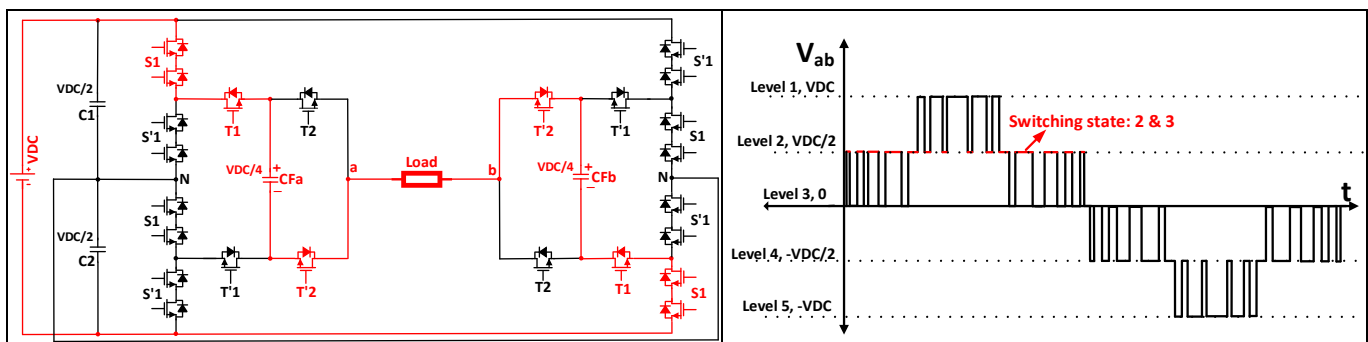 VDC
+
-
VDC/2
C1
VDC/2
C2
S1
S'1
N
S1
S'1
T1
T2
VDC/4
+
CFa
_
T'1
T'2
a
Load
b
T'2
T'1
VDC/4
+
CFb
_
T2
T1
S'1
S1
N
S'1
S1
Vab
Level 1, VDC
Level 2, VDC/2
Level 3, 0
Level 4, -VDC/2
Level 5, -VDC
Switching state: 2 & 3
t